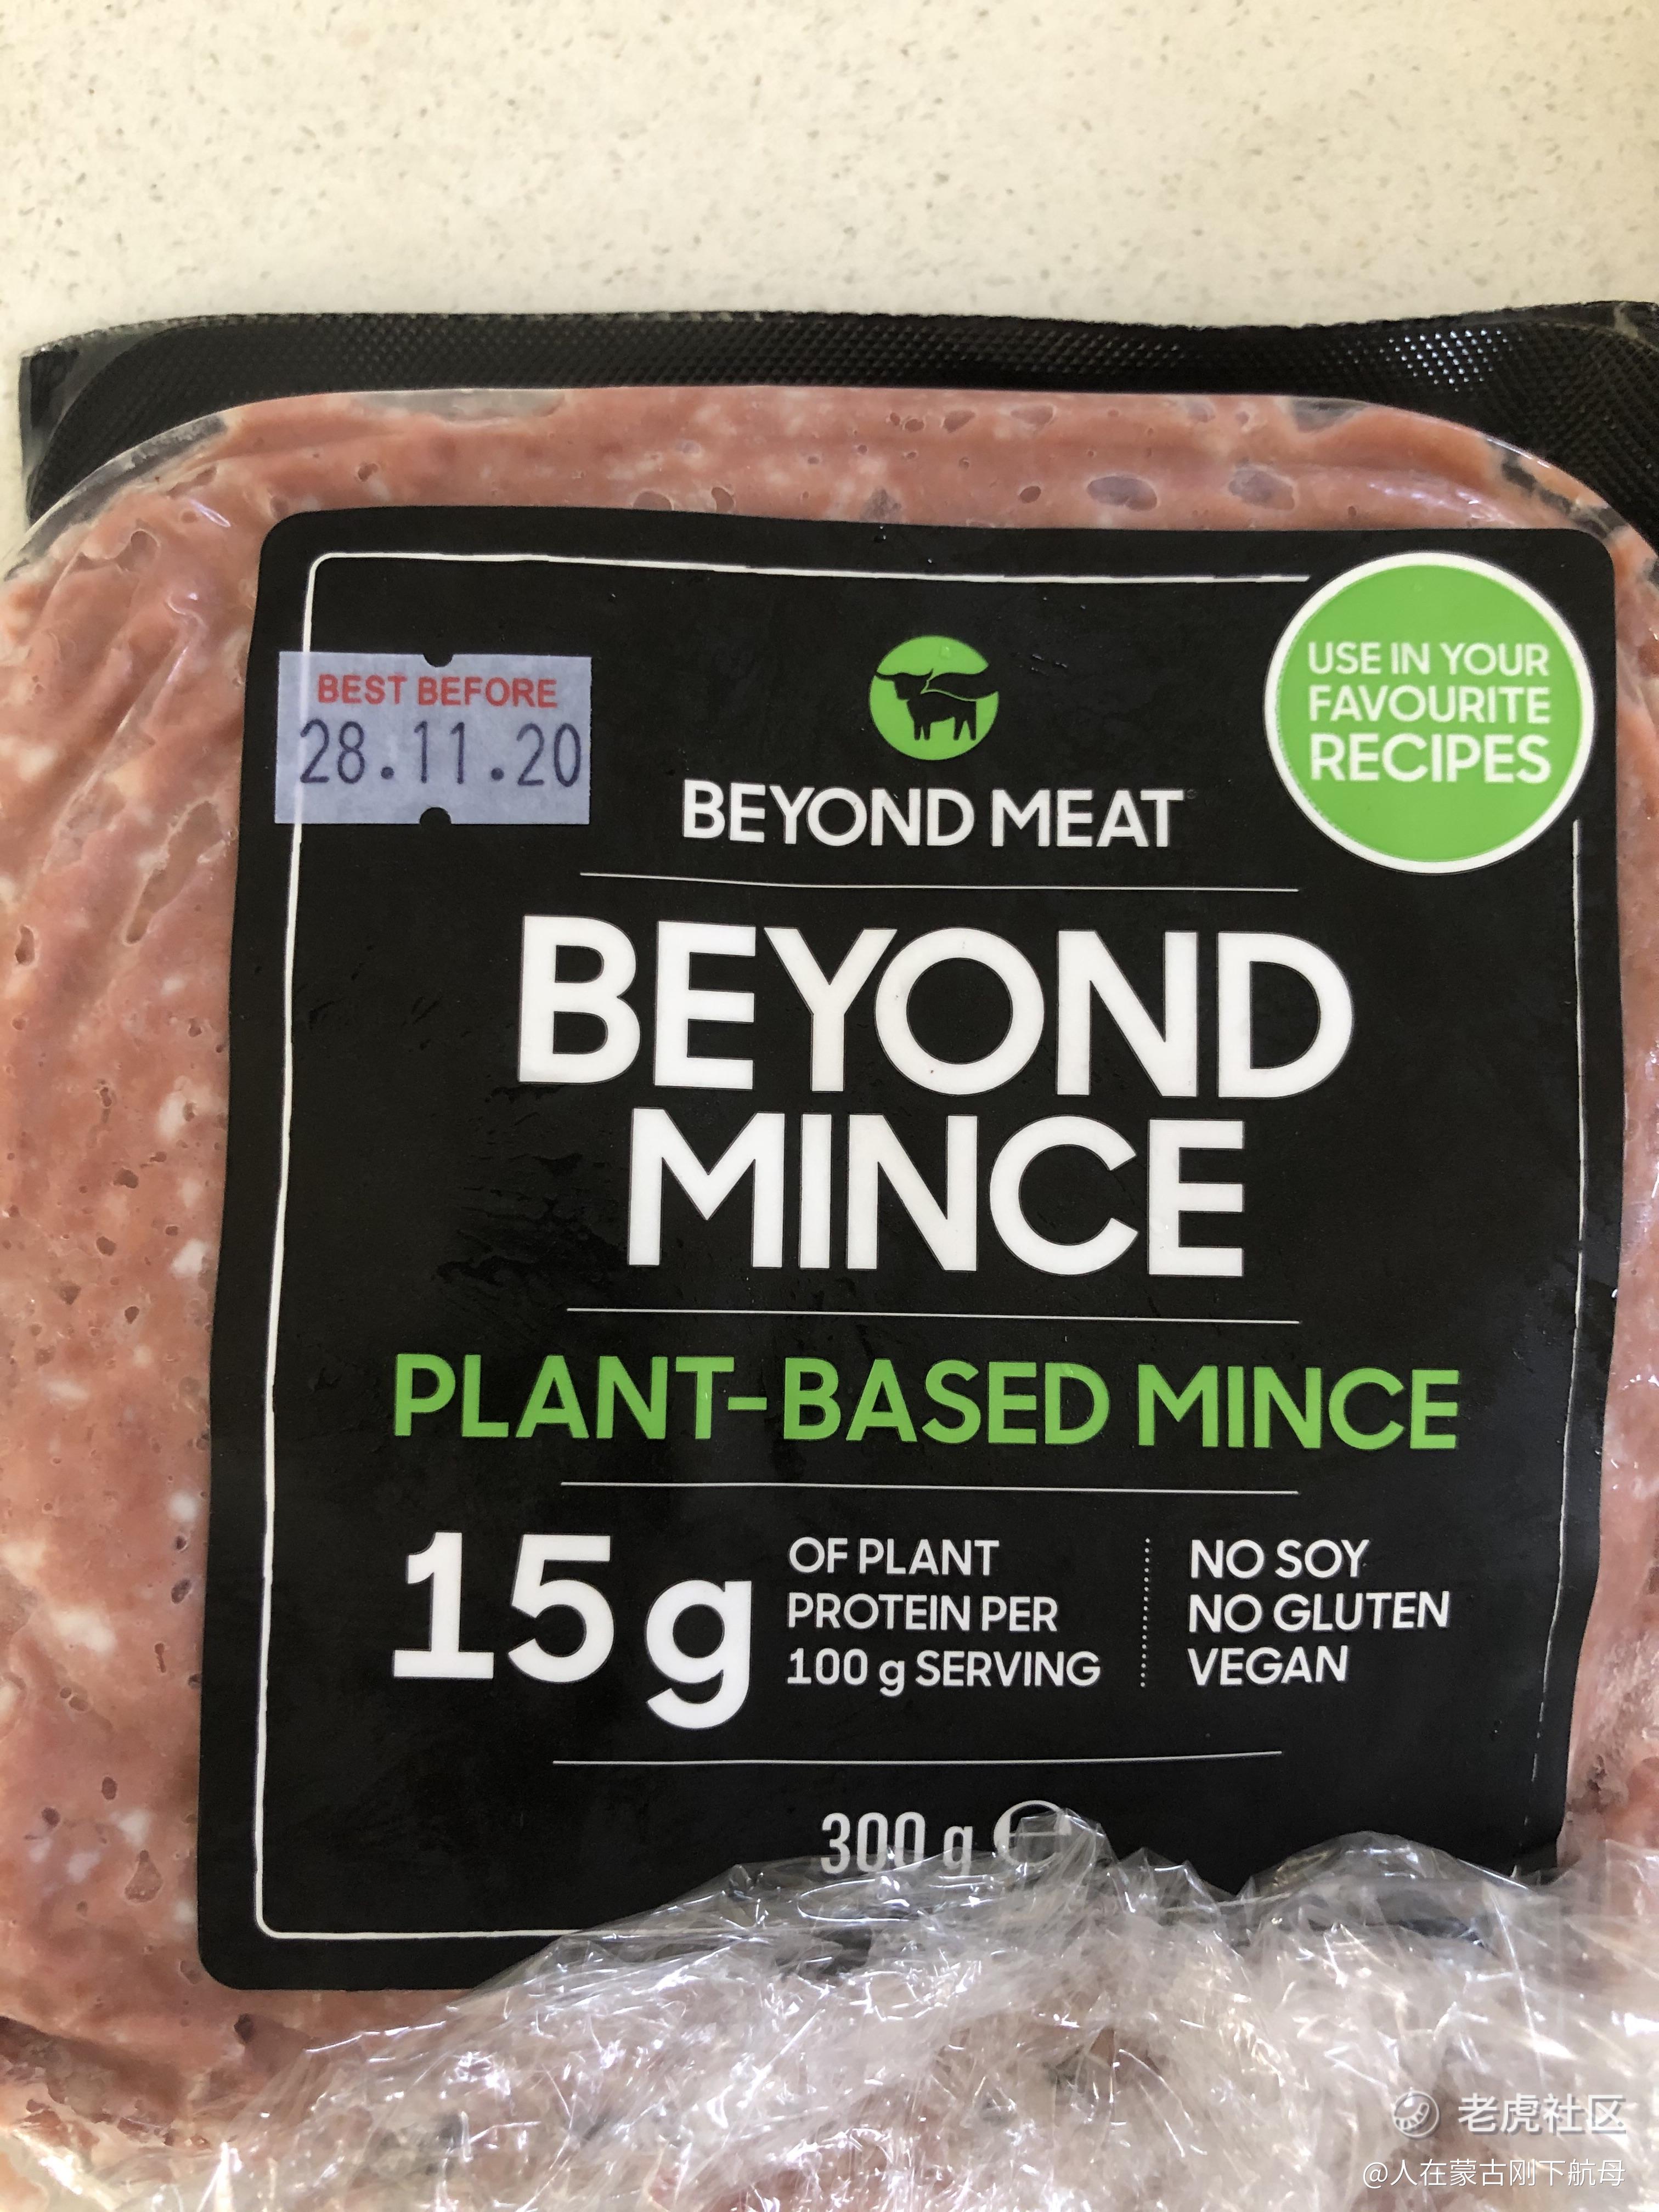 BEST BEFORE
28.11.20
BEYOND MEAT
USE IN YOUR
FAVOURITE
RECIPES
BEYOND
MINCE
PLANT-BASED MINCE
15g
OF PLANT
PROTEIN PER
100 g SERVING
NO SOY
NO GLUTEN
VEGAN
300 g ℮
老虎社区
@人在蒙古刚下航母